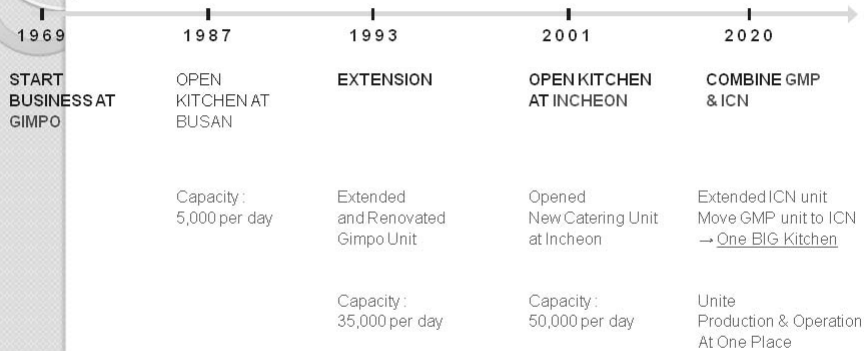 1969
1987
1993
2001
2020
START
BUSINESS AT
GIMPO
OPEN
KITCHEN AT
BUSAN
EXTENSION
OPEN KITCHEN
AT INCHEON
COMBINE GMP
& ICN
Capacity :
5,000 per day
Extended
and Renovated
Gimpo Unit
Opened
New Catering Unit
at Incheon
Extended ICN unit
Move GMP unit to ICN
→ One BIG Kitchen
Capacity :
35,000 per day
Capacity :
50,000 per day
Unite
Production & Operation
At One Place